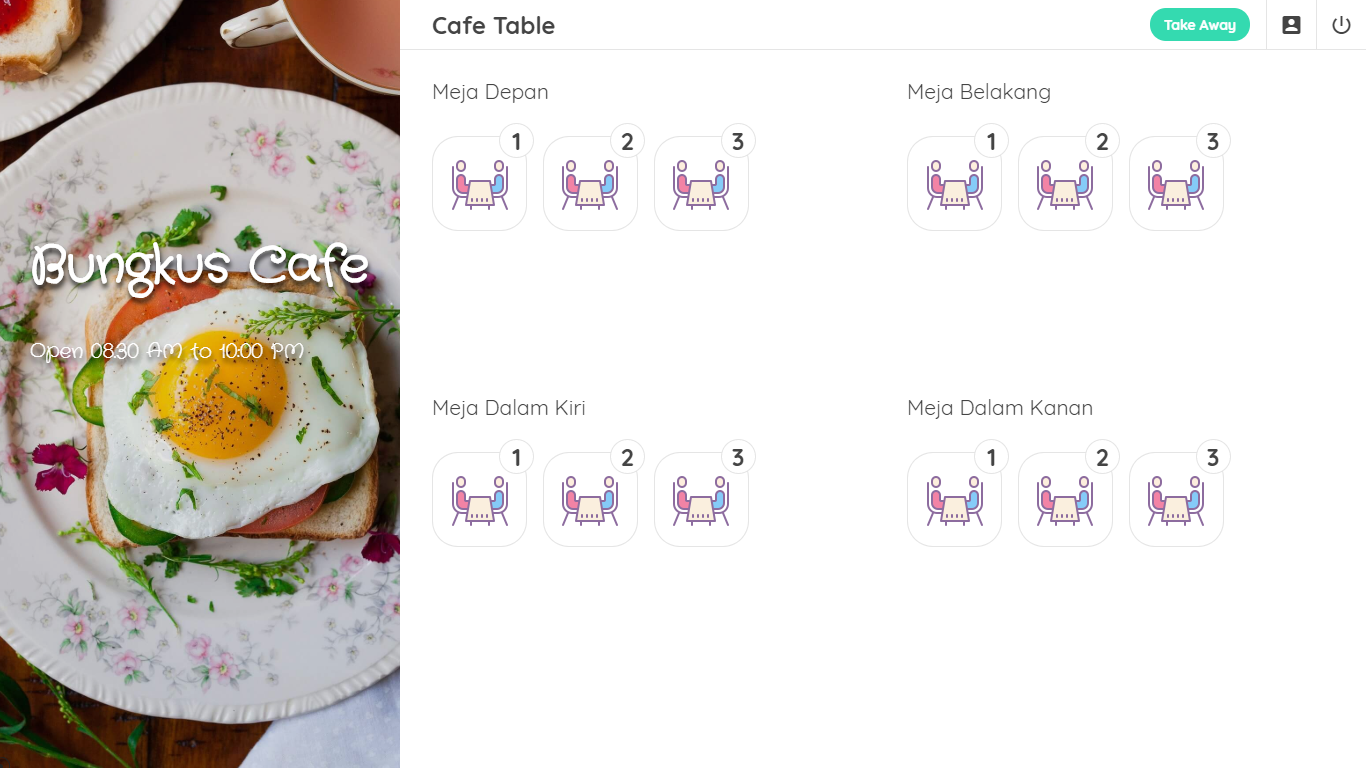 Bungkus Cafe
Open 08.30 AM to 10:00 PM
Cafe Table
Take Away
Meja Depan
1 2 3
Meja Belakang
1 2 3
Meja Dalam Kiri
1 2 3
Meja Dalam Kanan
1 2 3